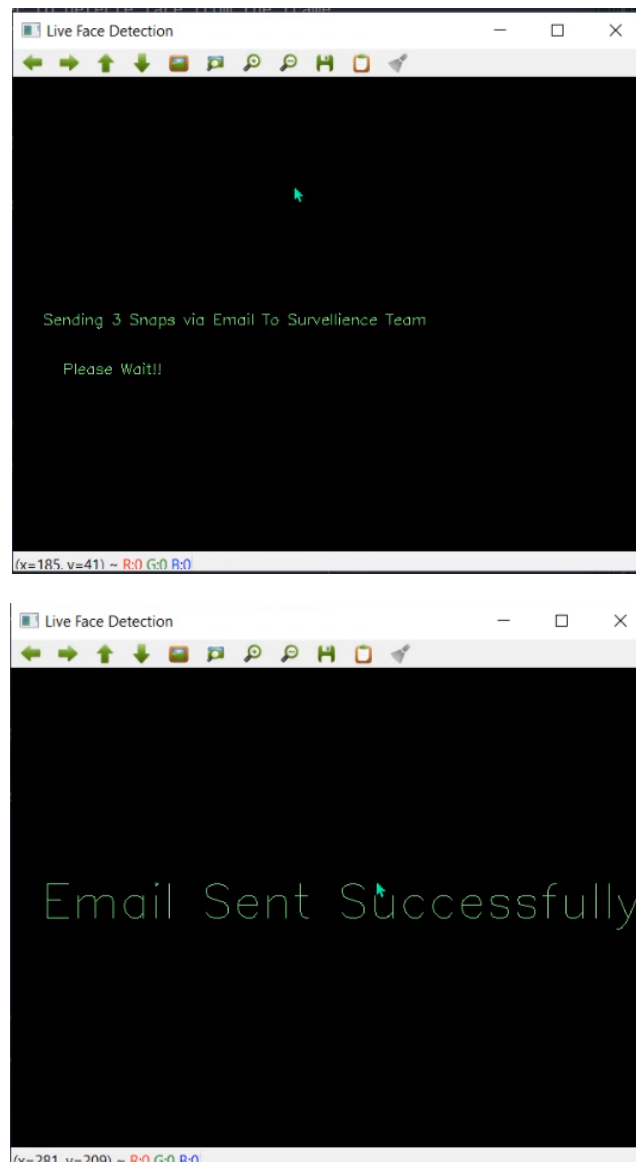 Live Face Detection
Sending 3 Snaps via Email To Survellience Team
Please Wait!!
(x=185, y=41) ~ R:0 G:0 B:0
Live Face Detection
Email Sent Successfully
(x=281, y=209) ~ R:0 G:0 B:0